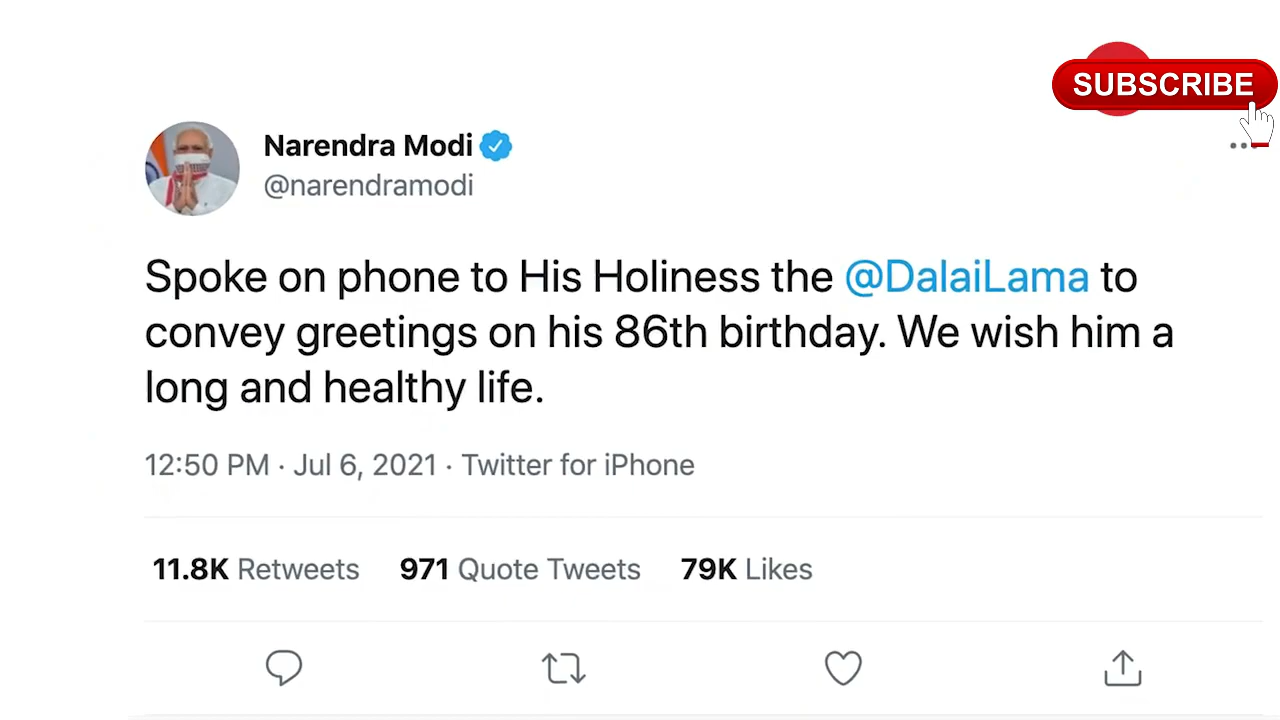 SUBSCRIBE
Narendra Modi
@narendramodi
Spoke on phone to His Holiness the @DalaiLama to
convey greetings on his 86th birthday. We wish him a
long and healthy life.
12:50 PM · Jul 6, 2021 · Twitter for iPhone
11.8K Retweets 971 Quote Tweets 79K Likes